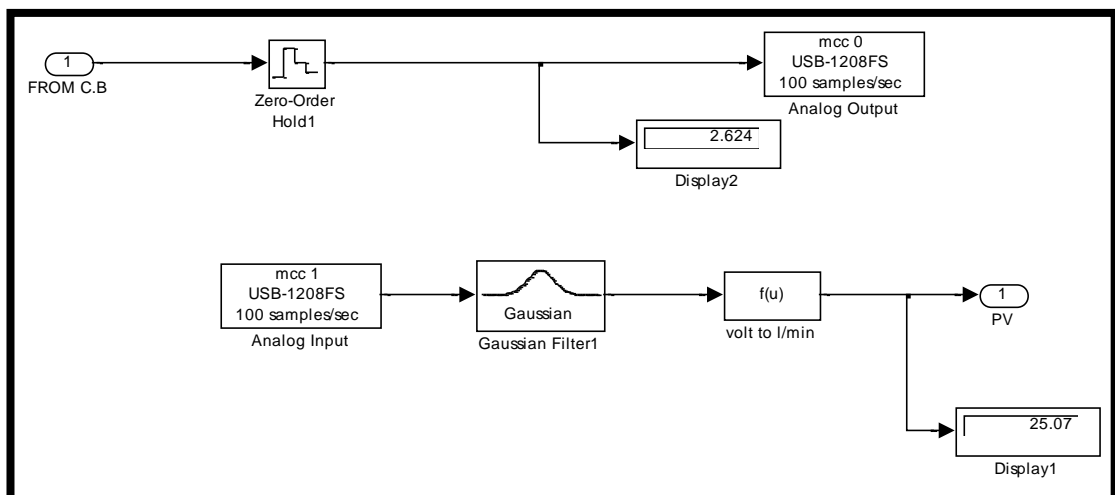 1
FROM C.B
Zero-Order
Hold1
mcc 0
USB-1208FS
100 samples/sec
Analog Output
2.624
Display2
mcc 1
USB-1208FS
100 samples/sec
Analog Input
Gaussian
Gaussian Filter1
f(u)
volt to l/min
1
PV
25.07
Display1